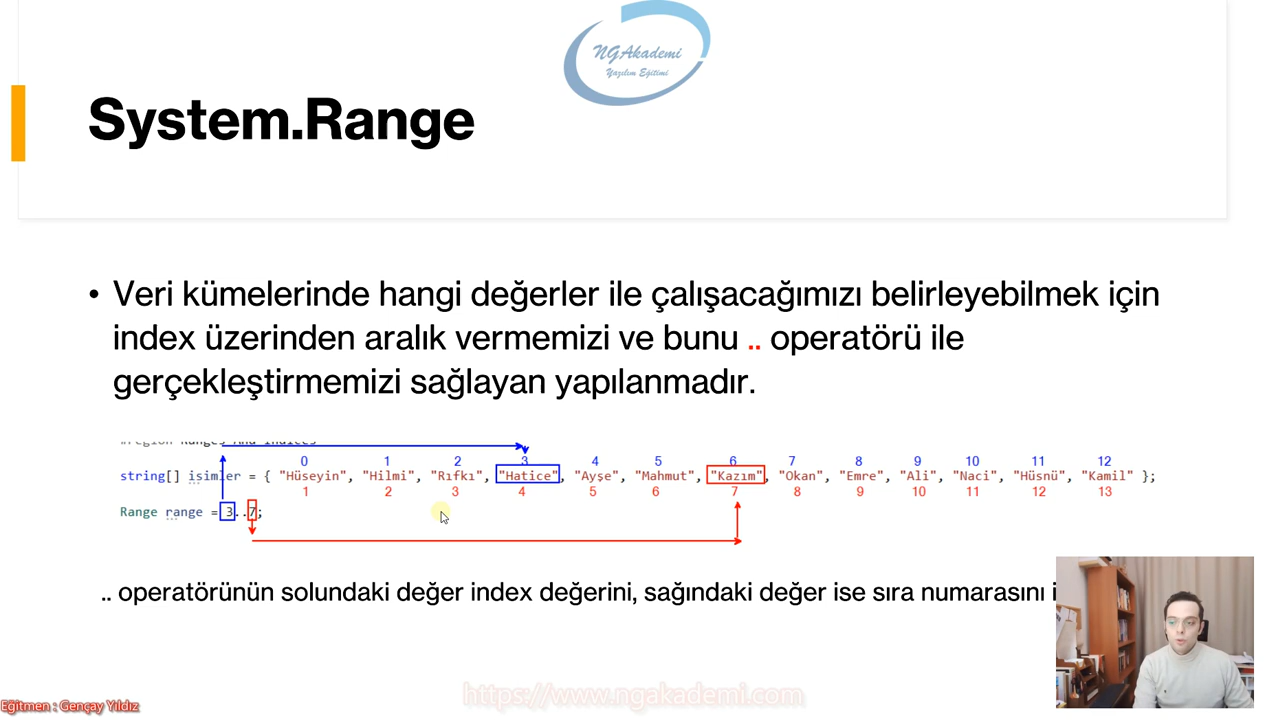 NGAkademi
Yazılım Eğitimi
System.Range
• Veri kümelerinde hangi değerler ile çalışacağımızı belirleyebilmek için
index üzerinden aralık vermemizi ve bunu .. operatörü ile
gerçekleştirmemizi sağlayan yapılanmadır.
#region Ranges And Indices
0 1 2 3 4 5 6 7 8 9 10 11 12
string[] isimler = { "Hüseyin", "Hilmi", "Rıfkı", "Hatice", "Ayşe", "Mahmut", "Kazım", "Okan", "Emre", "Ali", "Naci", "Hüsnü", "Kamil" };
1 2 3 4 5 6 7 8 9 10 11 12 13
Range range = 3..7;
.. operatörünün solundaki değer index değerini, sağındaki değer ise sıra numarasını
https://www.ngakademi.com
Eğitmen : Gençay Yıldız